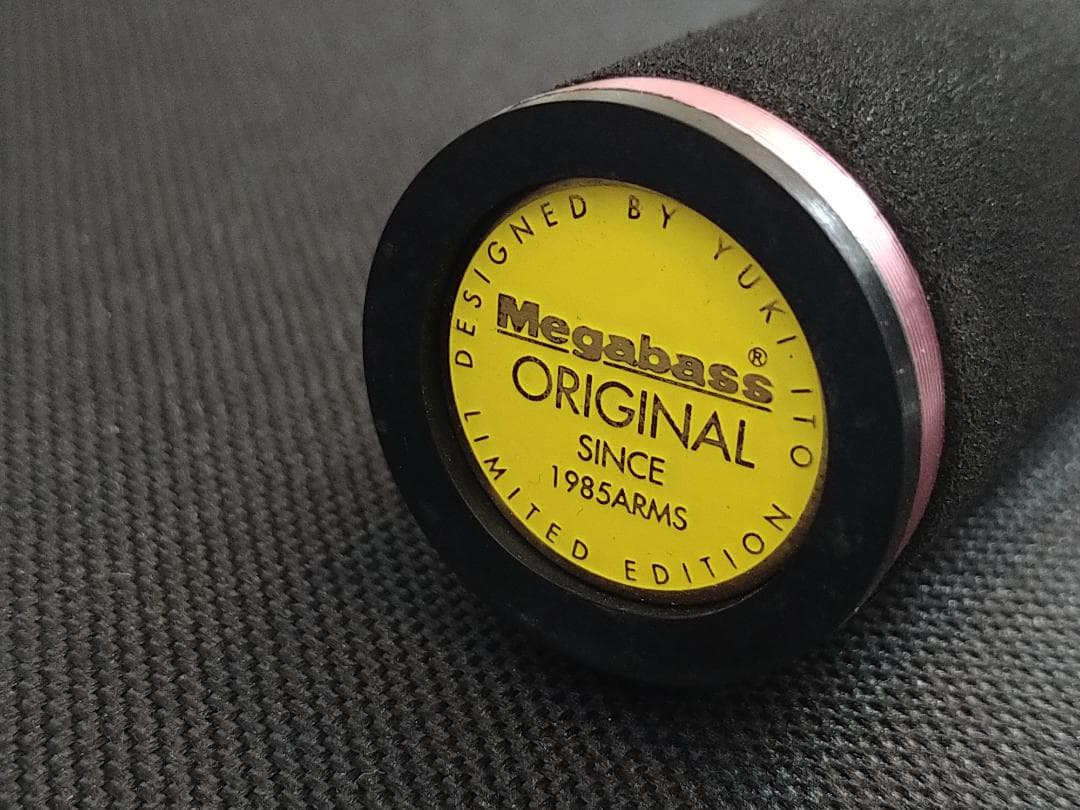 DESIGNED BY YUKI·ITO
Megabass®
ORIGINAL
SINCE
1985ARMS
LIMITED EDITION